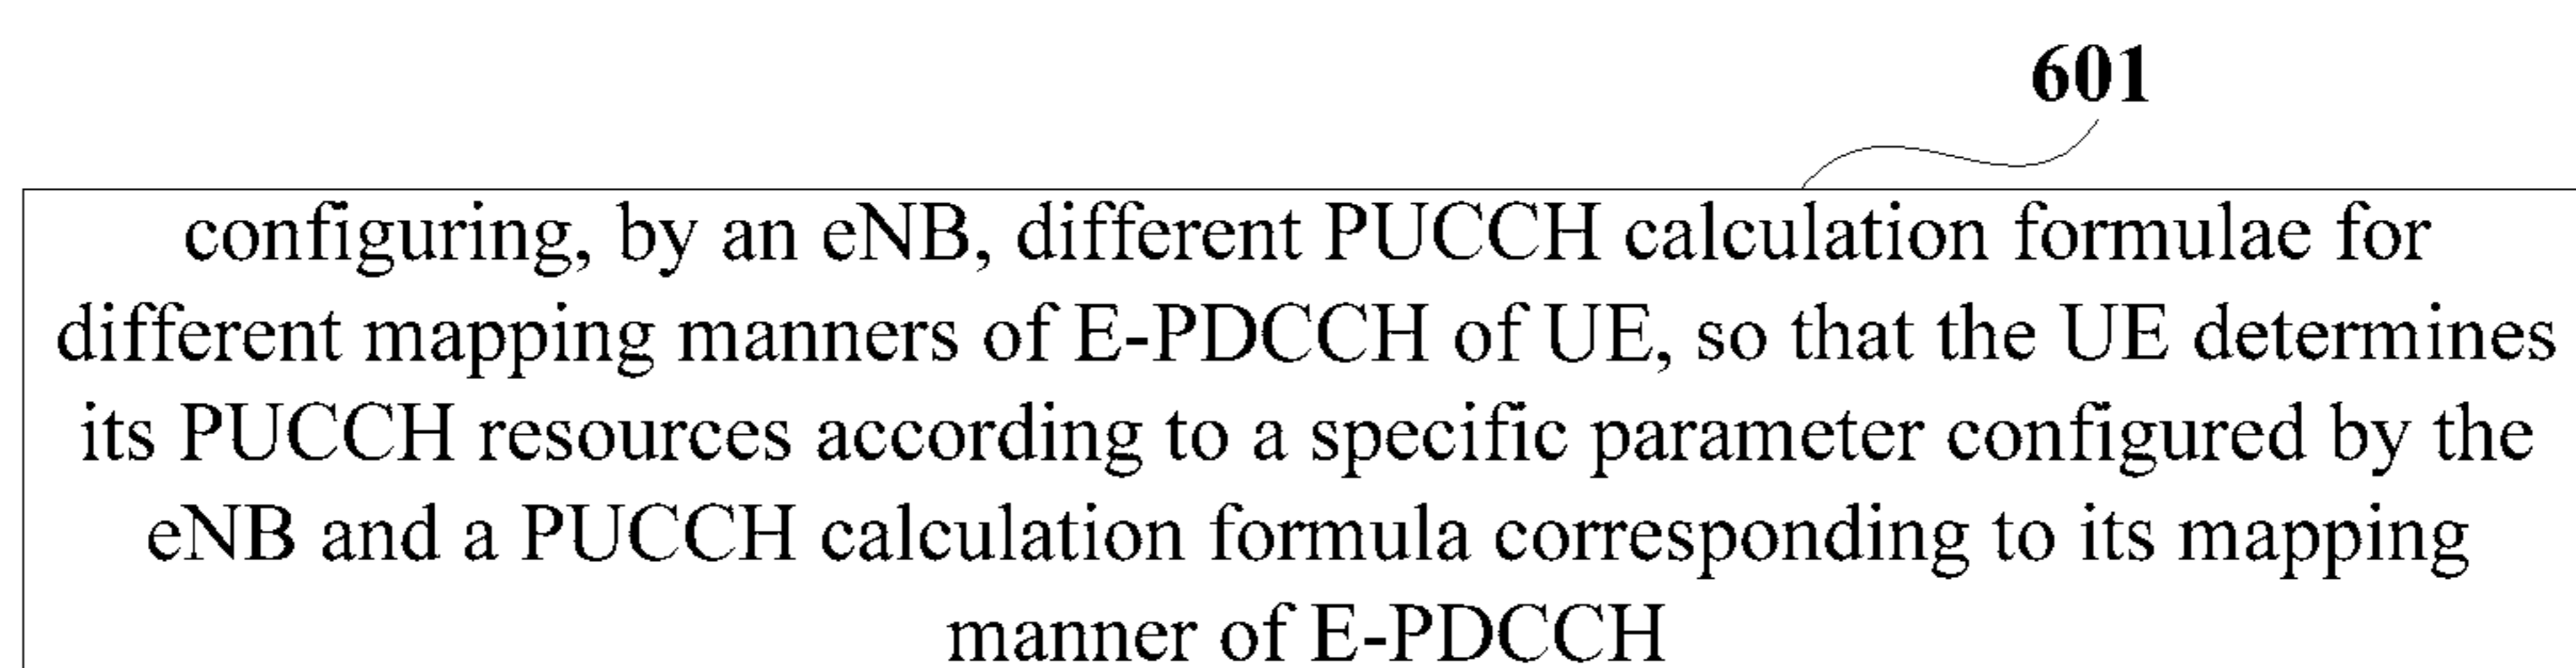 601
configuring, by an eNB, different PUCCH calculation formulae for
different mapping manners of E-PDCCH of UE, so that the UE determines
its PUCCH resources according to a specific parameter configured by the
eNB and a PUCCH calculation formula corresponding to its mapping
manner of E-PDCCH